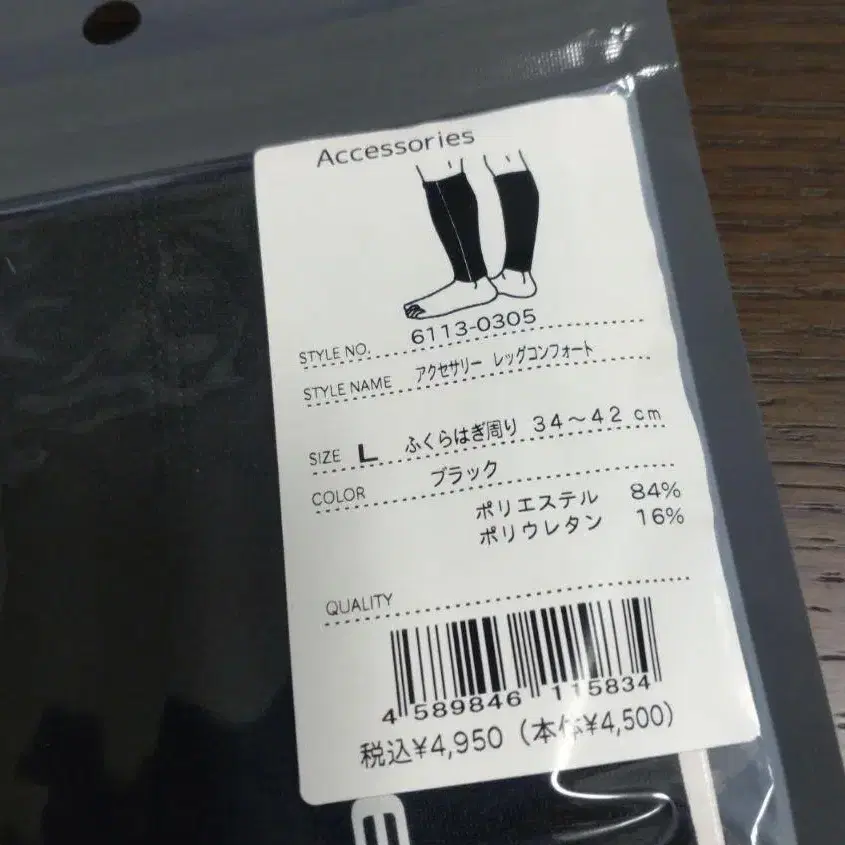 Accessories
STYLE NO. 6113-0305
STYLE NAME アクセサリー レッグコンフォート
SIZE L ふくらはぎ周り 34～42 cm
COLOR ブラック
ポリエステル 84%
ポリウレタン 16%
QUALITY
4 589846 115834
税込¥4,950（本体¥4,500）